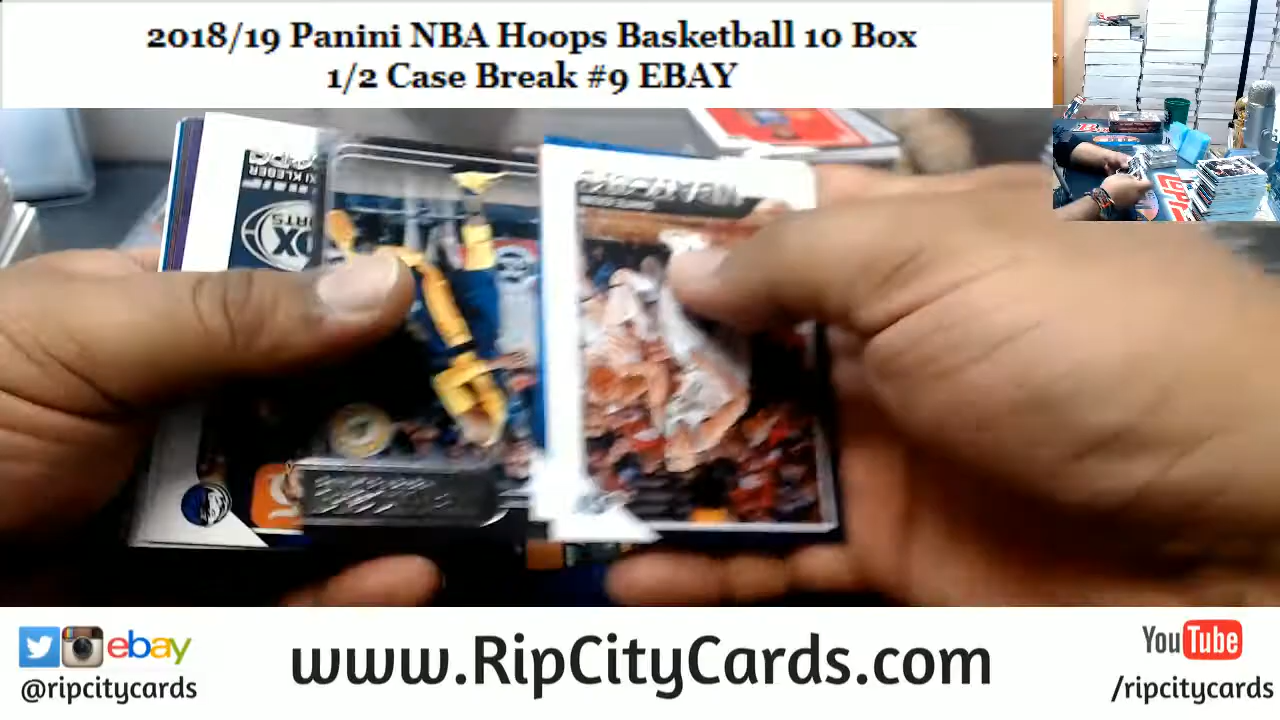 2018/19 Panini NBA Hoops Basketball 10 Box
1/2 Case Break #9 EBAY
KLEBER
ebay
@ripcitycards
www.RipCityCards.com
YouTube
/ripcitycards